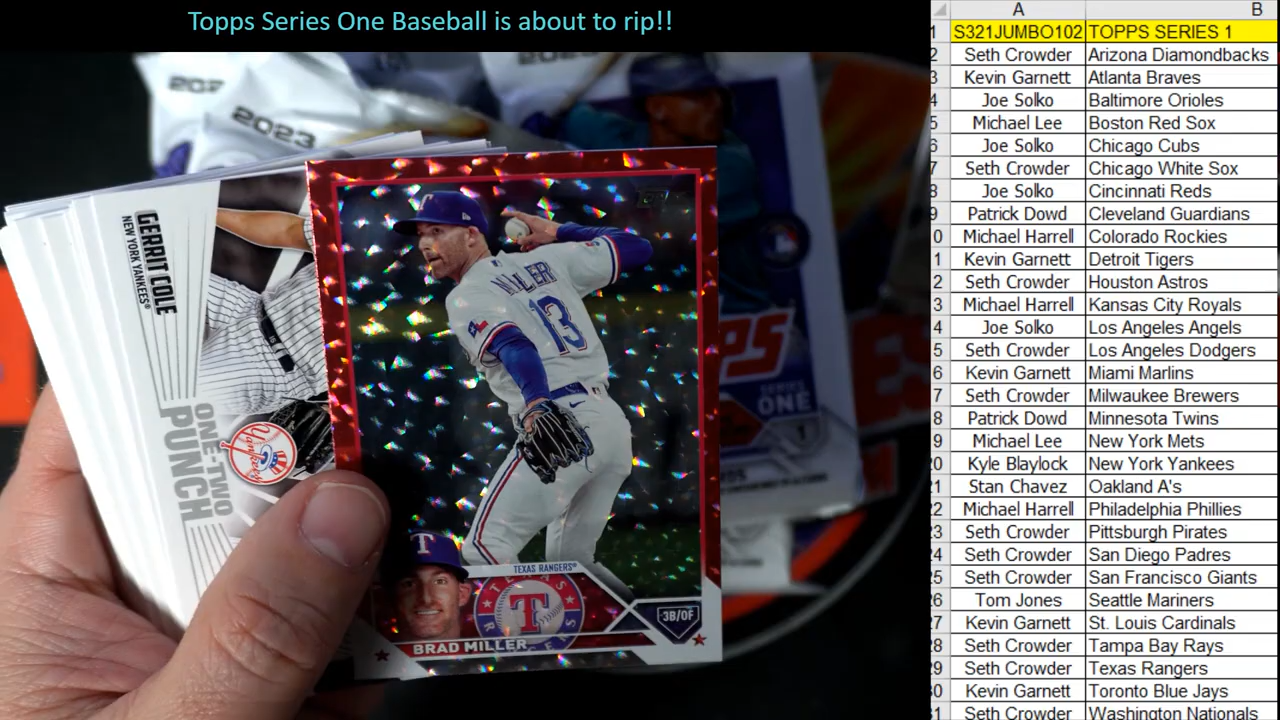 Topps Series One Baseball is about to rip!!
A B
1 S321JUMBO102 TOPPS SERIES 1
2 Seth Crowder Arizona Diamondbacks
3 Kevin Garnett Atlanta Braves
4 Joe Solko Baltimore Orioles
5 Michael Lee Boston Red Sox
6 Joe Solko Chicago Cubs
7 Seth Crowder Chicago White Sox
8 Joe Solko Cincinnati Reds
9 Patrick Dowd Cleveland Guardians
0 Michael Harrell Colorado Rockies
1 Kevin Garnett Detroit Tigers
2 Seth Crowder Houston Astros
3 Michael Harrell Kansas City Royals
4 Joe Solko Los Angeles Angels
5 Seth Crowder Los Angeles Dodgers
6 Kevin Garnett Miami Marlins
7 Seth Crowder Milwaukee Brewers
8 Patrick Dowd Minnesota Twins
9 Michael Lee New York Mets
20 Kyle Blaylock New York Yankees
21 Stan Chavez Oakland A's
22 Michael Harrell Philadelphia Phillies
23 Seth Crowder Pittsburgh Pirates
24 Seth Crowder San Diego Padres
25 Seth Crowder San Francisco Giants
26 Tom Jones Seattle Mariners
27 Kevin Garnett St. Louis Cardinals
28 Seth Crowder Tampa Bay Rays
29 Seth Crowder Texas Rangers
30 Kevin Garnett Toronto Blue Jays
31 Seth Crowder Washington Nationals
2023
2023
GERRIT COLE
NEW YORK YANKEES®
ONE-TWO
PUNCH
Yankees
MILLER
13
T
TEXAS RANGERS®
TEXAS
T
3B/OF
BRAD MILLER
SERIES
ONE
1